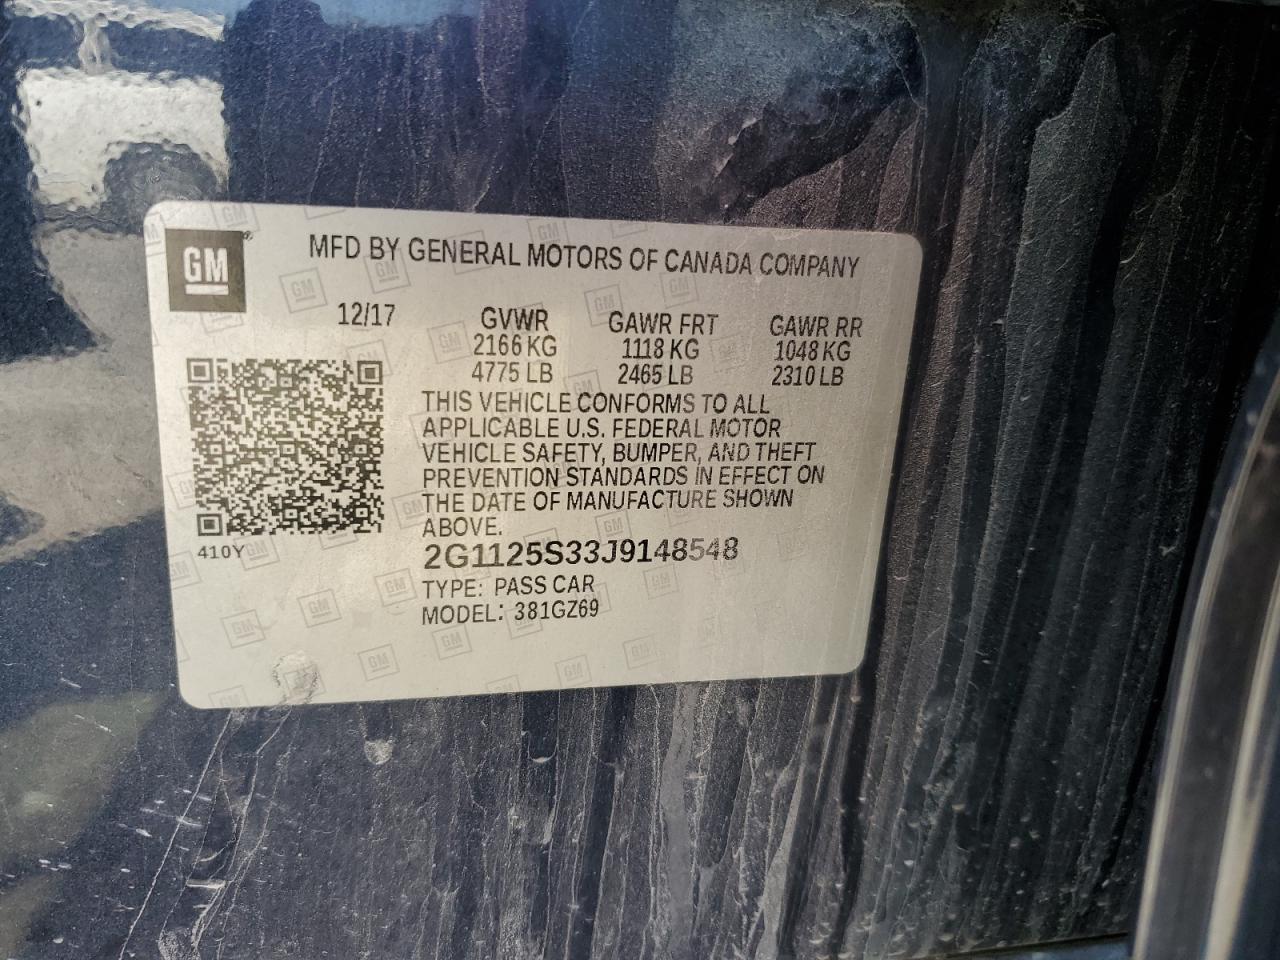 GM
MFD BY GENERAL MOTORS OF CANADA COMPANY
12/17 GVWR GAWR FRT GAWR RR
2166 KG 1118 KG 1048 KG
4775 LB 2465 LB 2310 LB
THIS VEHICLE CONFORMS TO ALL
APPLICABLE U.S. FEDERAL MOTOR
VEHICLE SAFETY, BUMPER, AND THEFT
PREVENTION STANDARDS IN EFFECT ON
THE DATE OF MANUFACTURE SHOWN
ABOVE.
410Y
2G1125S33J9148548
TYPE: PASS CAR
MODEL: 381GZ69